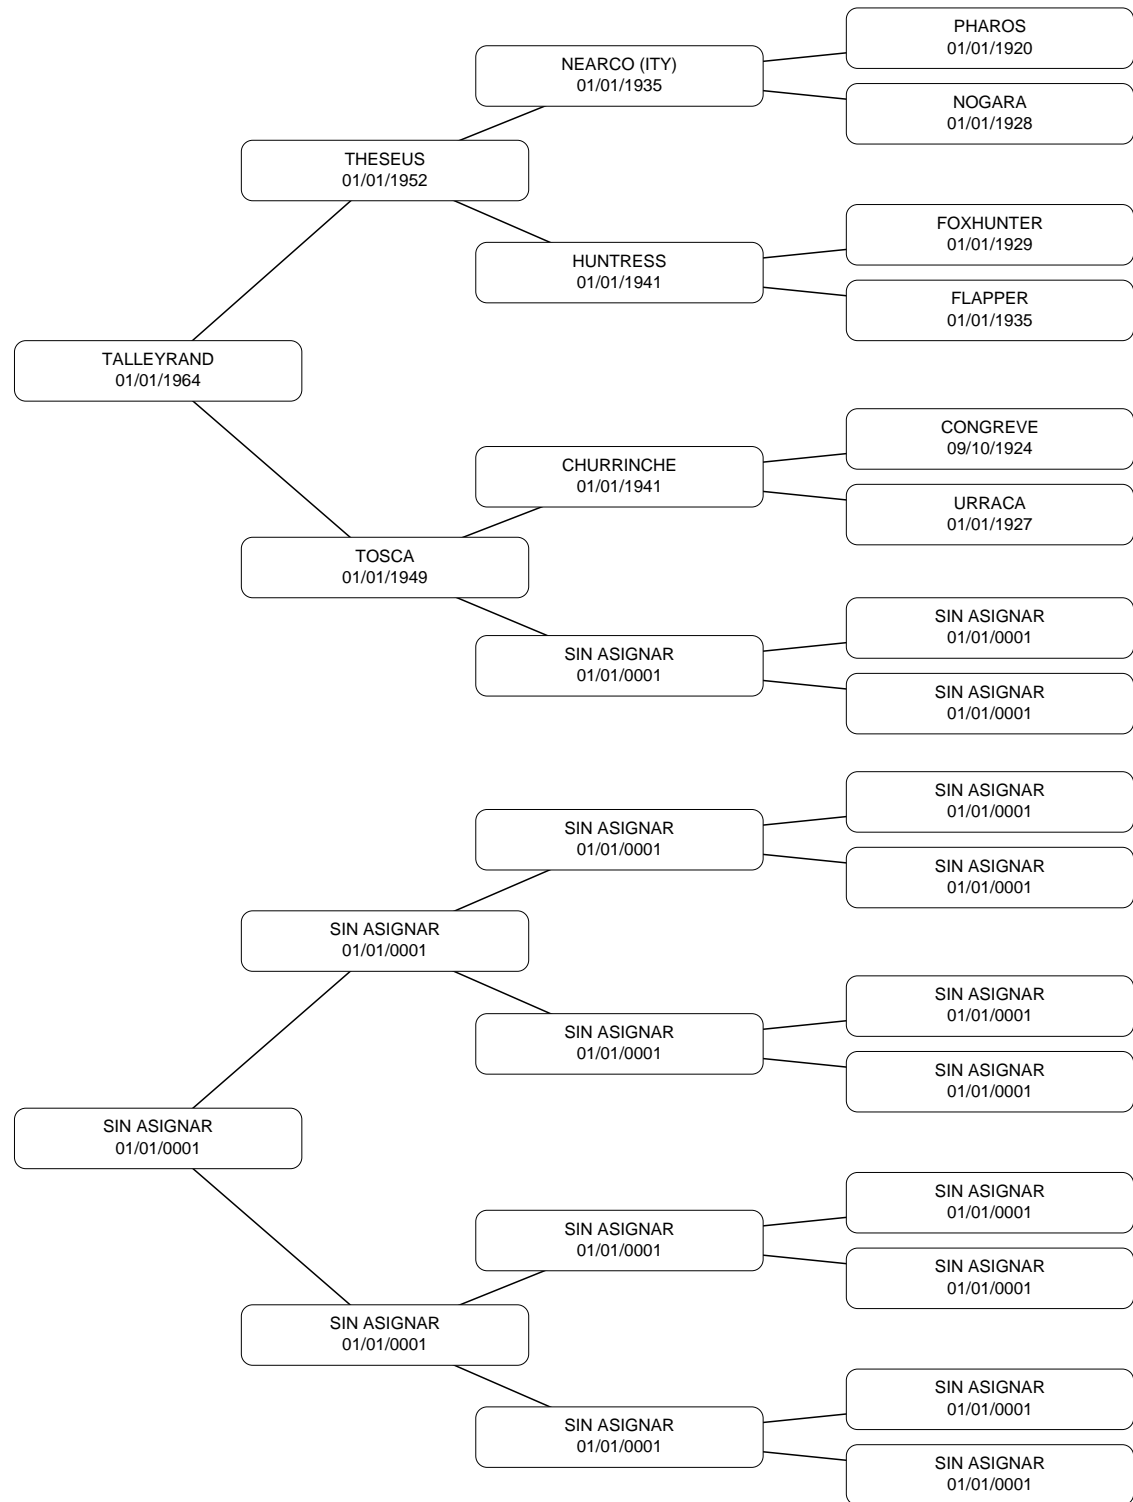 PHAROS
01/01/1920
NEARCO (ITY)
01/01/1935
NOGARA
01/01/1928
THESEUS
01/01/1952
FOXHUNTER
01/01/1929
HUNTRESS
01/01/1941
FLAPPER
01/01/1935
TALLEYRAND
01/01/1964
CONGREVE
09/10/1924
CHURRINCHE
01/01/1941
URRACA
01/01/1927
TOSCA
01/01/1949
SIN ASIGNAR
01/01/0001
SIN ASIGNAR
01/01/0001
SIN ASIGNAR
01/01/0001
SIN ASIGNAR
01/01/0001
SIN ASIGNAR
01/01/0001
SIN ASIGNAR
01/01/0001
SIN ASIGNAR
01/01/0001
SIN ASIGNAR
01/01/0001
SIN ASIGNAR
01/01/0001
SIN ASIGNAR
01/01/0001
SIN ASIGNAR
01/01/0001
SIN ASIGNAR
01/01/0001
SIN ASIGNAR
01/01/0001
SIN ASIGNAR
01/01/0001
SIN ASIGNAR
01/01/0001
SIN ASIGNAR
01/01/0001
SIN ASIGNAR
01/01/0001
SIN ASIGNAR
01/01/0001